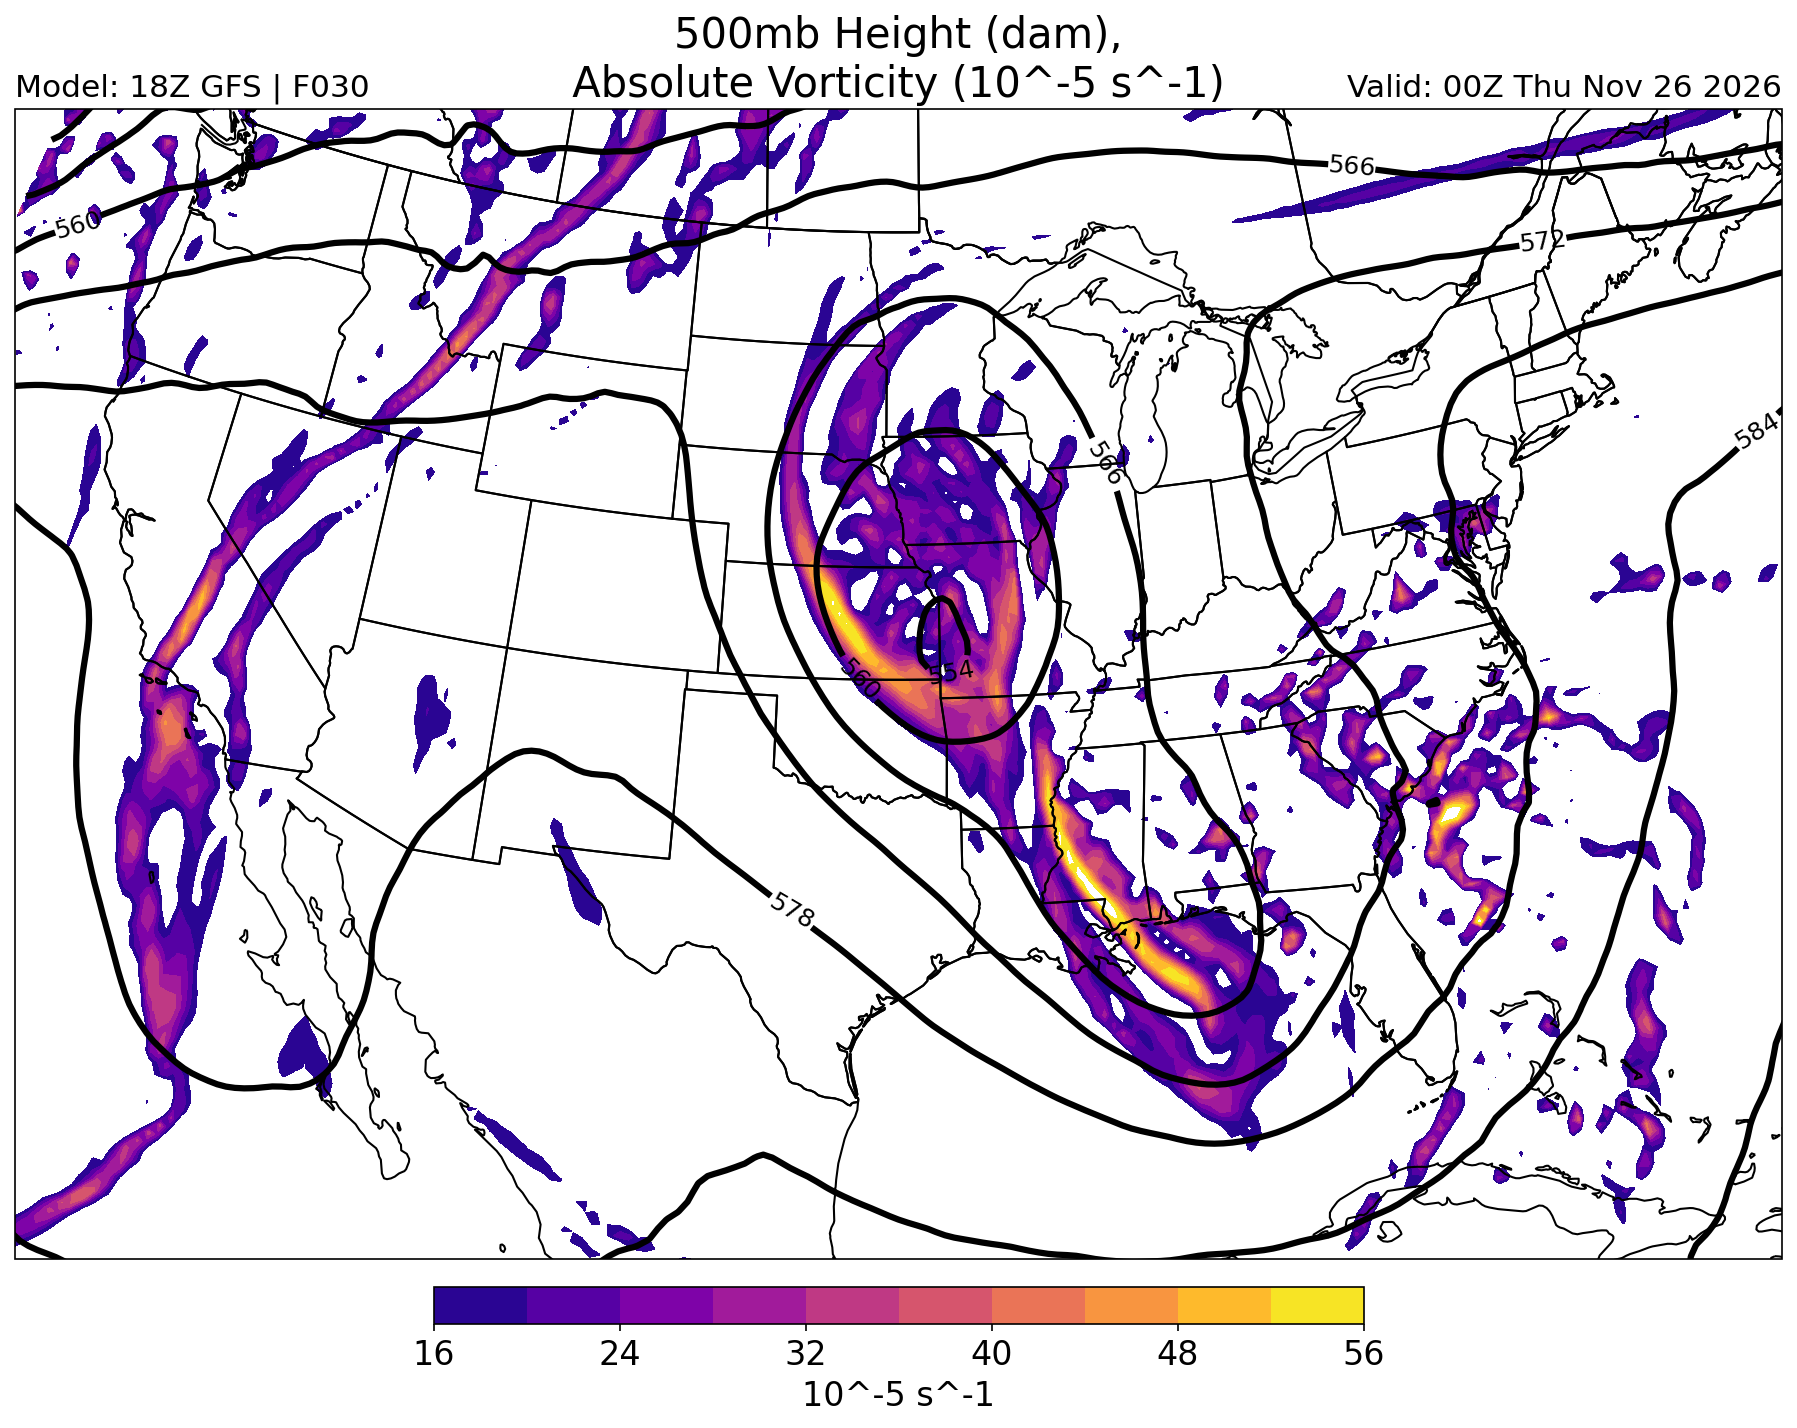 500mb Height (dam),
Model: 18Z GFS | F030
Absolute Vorticity (10^-5 s^-1)
Valid: 00Z Thu Nov 26 2026
566
560
572
584
566
560
554
578
16 24 32 40 48 56
10^-5 s^-1